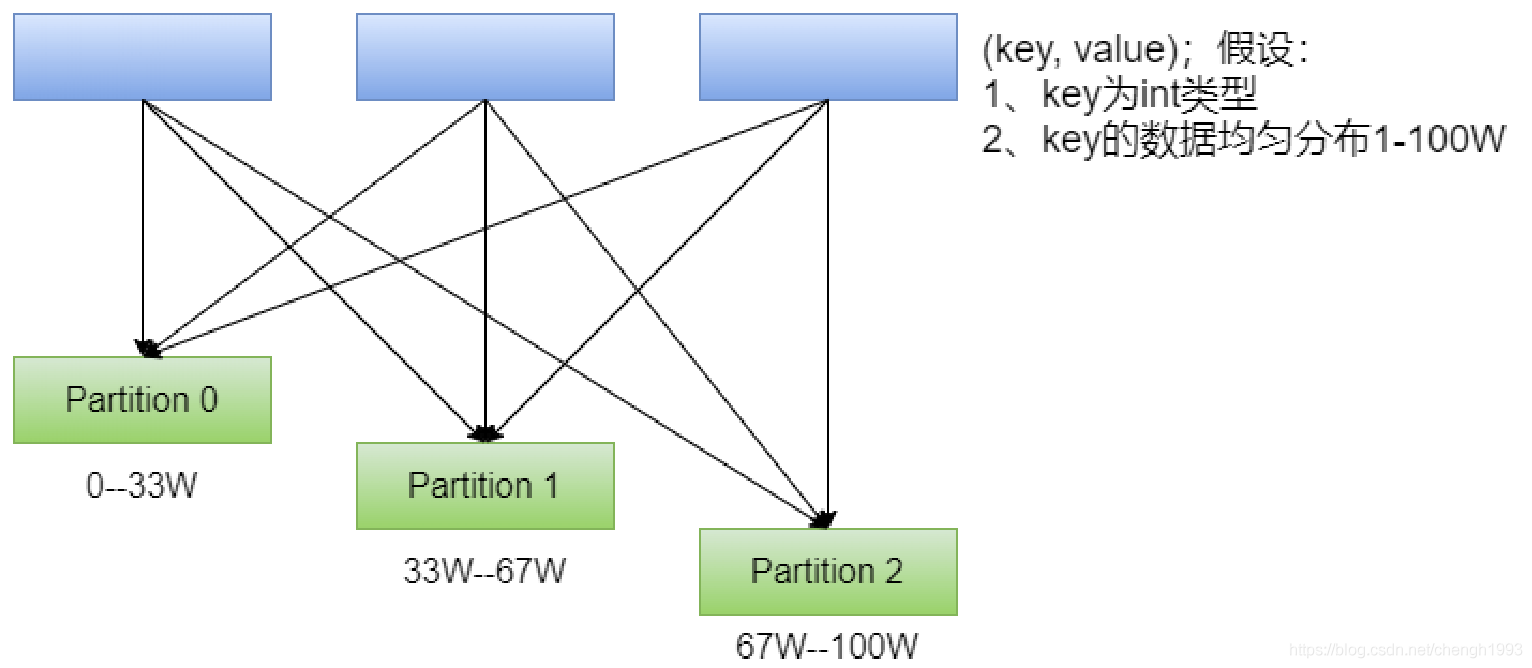 (key, value)；假设：
1、key为int类型
2、key的数据均匀分布1-100W
Partition 0
0--33W
Partition 1
33W--67W
Partition 2
67W--100W
https://blog.csdn.net/chengh1993